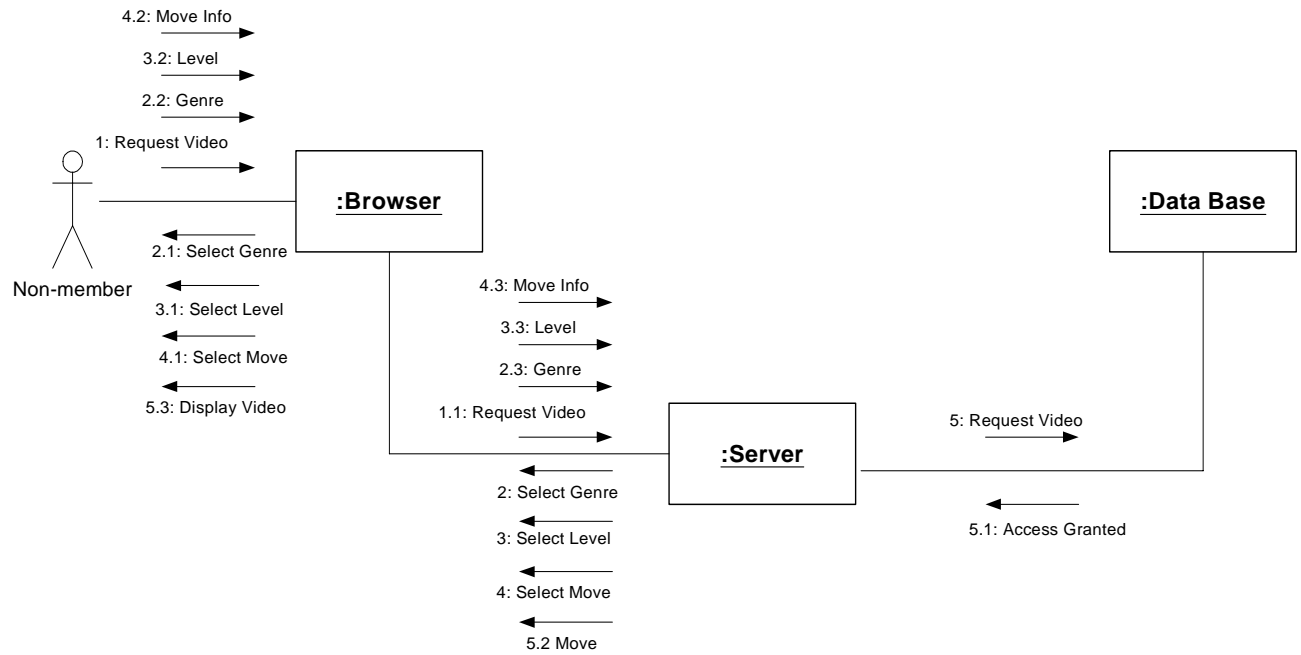 4.2: Move Info
3.2: Level
2.2: Genre
1: Request Video
:Browser
:Data Base
2.1: Select Genre
Non-member
3.1: Select Level
4.1: Select Move
5.3: Display Video
4.3: Move Info
3.3: Level
2.3: Genre
1.1: Request Video
:Server
5: Request Video
2: Select Genre
3: Select Level
5.1: Access Granted
4: Select Move
5.2 Move